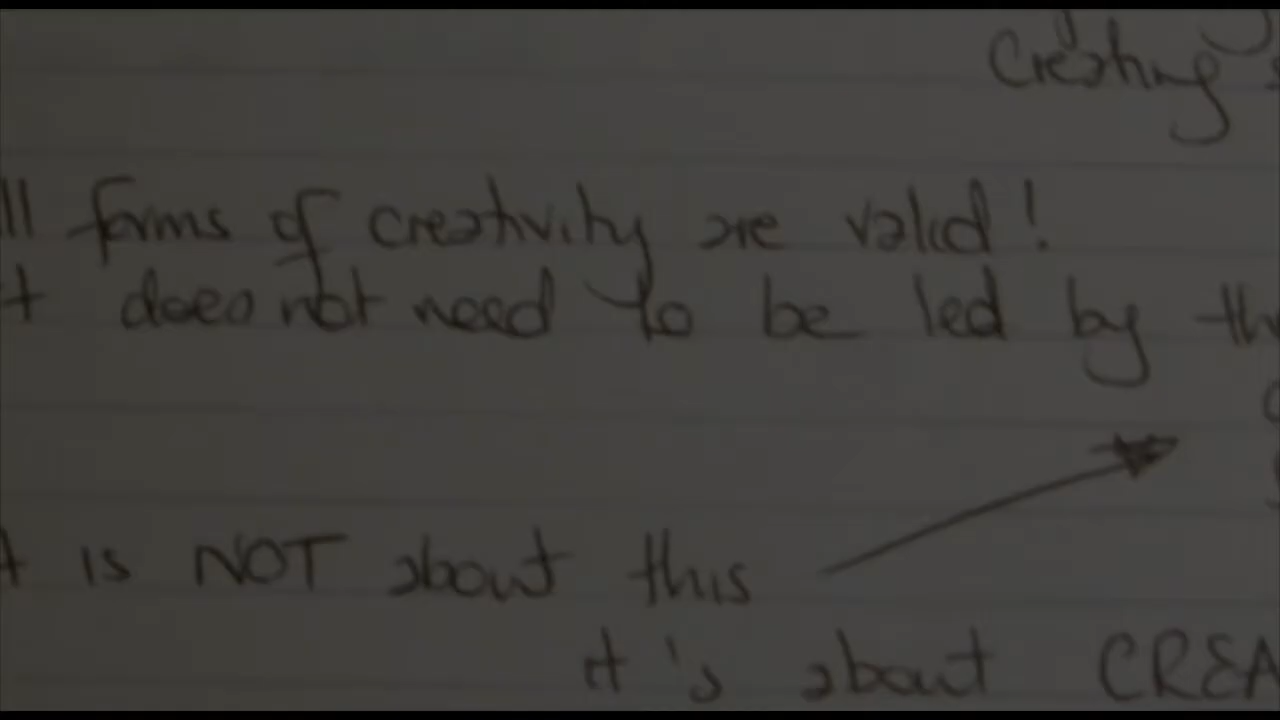 Creating
ll forms of creativity are valid!
t does not need to be led by th
t is NOT about this
it's about CREA